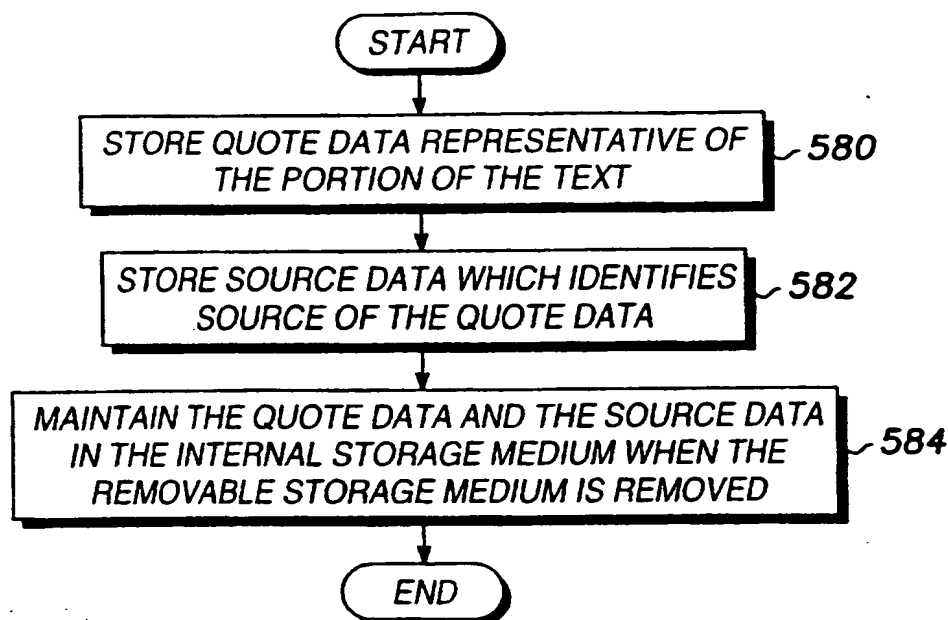 START
STORE QUOTE DATA REPRESENTATIVE OF
THE PORTION OF THE TEXT
580
STORE SOURCE DATA WHICH IDENTIFIES
SOURCE OF THE QUOTE DATA
582
MAINTAIN THE QUOTE DATA AND THE SOURCE DATA
IN THE INTERNAL STORAGE MEDIUM WHEN THE
REMOVABLE STORAGE MEDIUM IS REMOVED
584
END